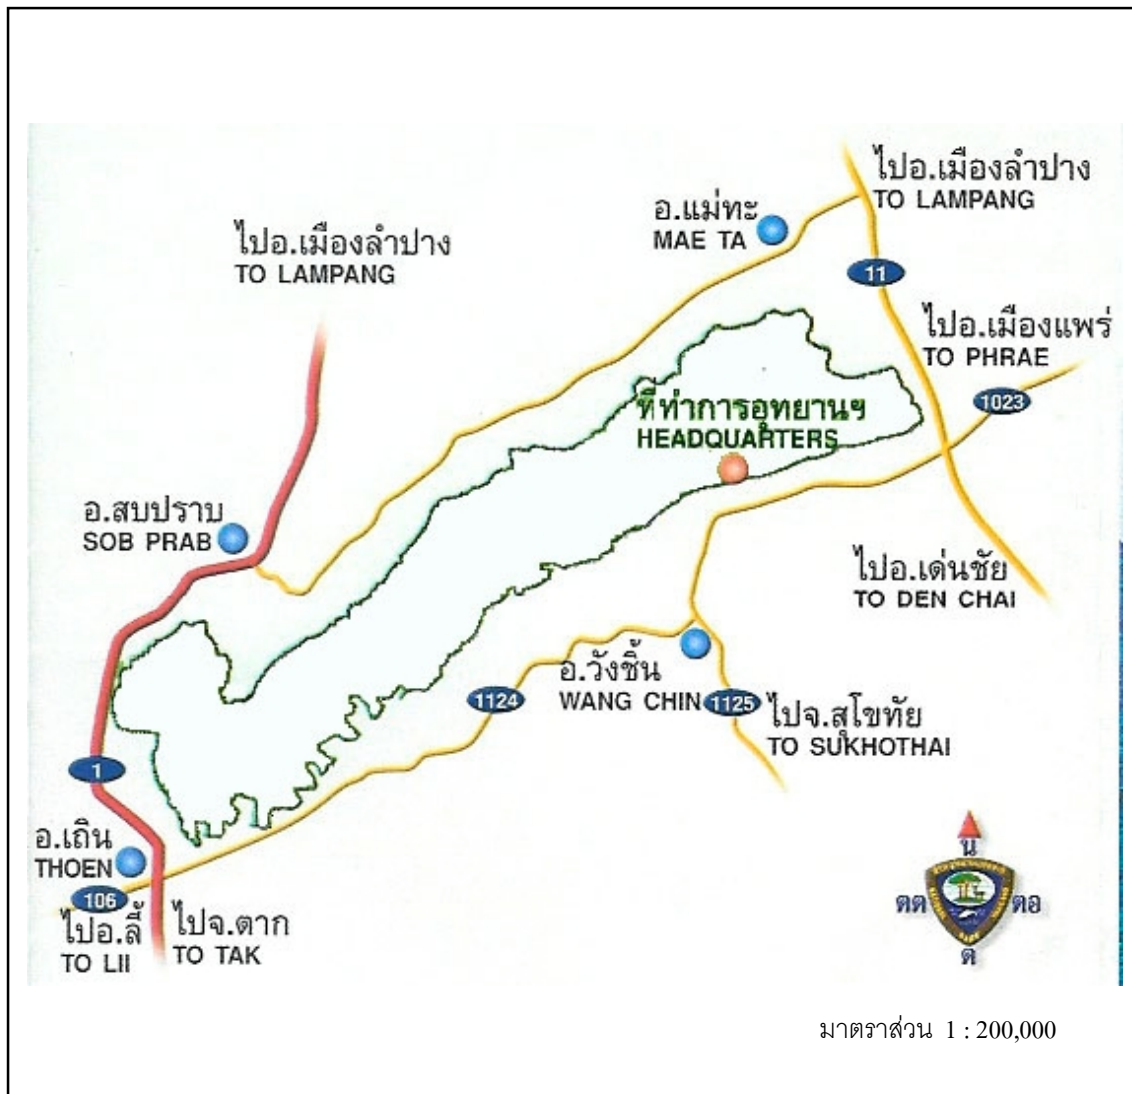 ไปอ.เมืองลำปาง
TO LAMPANG
อ.แม่ทะ
MAE TA
ไปอ.เมืองลำปาง
TO LAMPANG
11
ไปอ.เมืองแพร่
TO PHRAE
1023
ที่ทำการอุทยานฯ
HEADQUARTERS
อ.สบปราบ
SOB PRAB
ไปอ.เด่นชัย
TO DEN CHAI
อ.วังชิ้น
WANG CHIN
1124
1125
ไปจ.สุโขทัย
TO SUKHOTHAI
1
อ.เถิน
THOEN
106
ไปอ.ลี้
TO LII
ไปจ.ตาก
TO TAK
น
ตต
ตอ
ต
มาตราส่วน 1 : 200,000